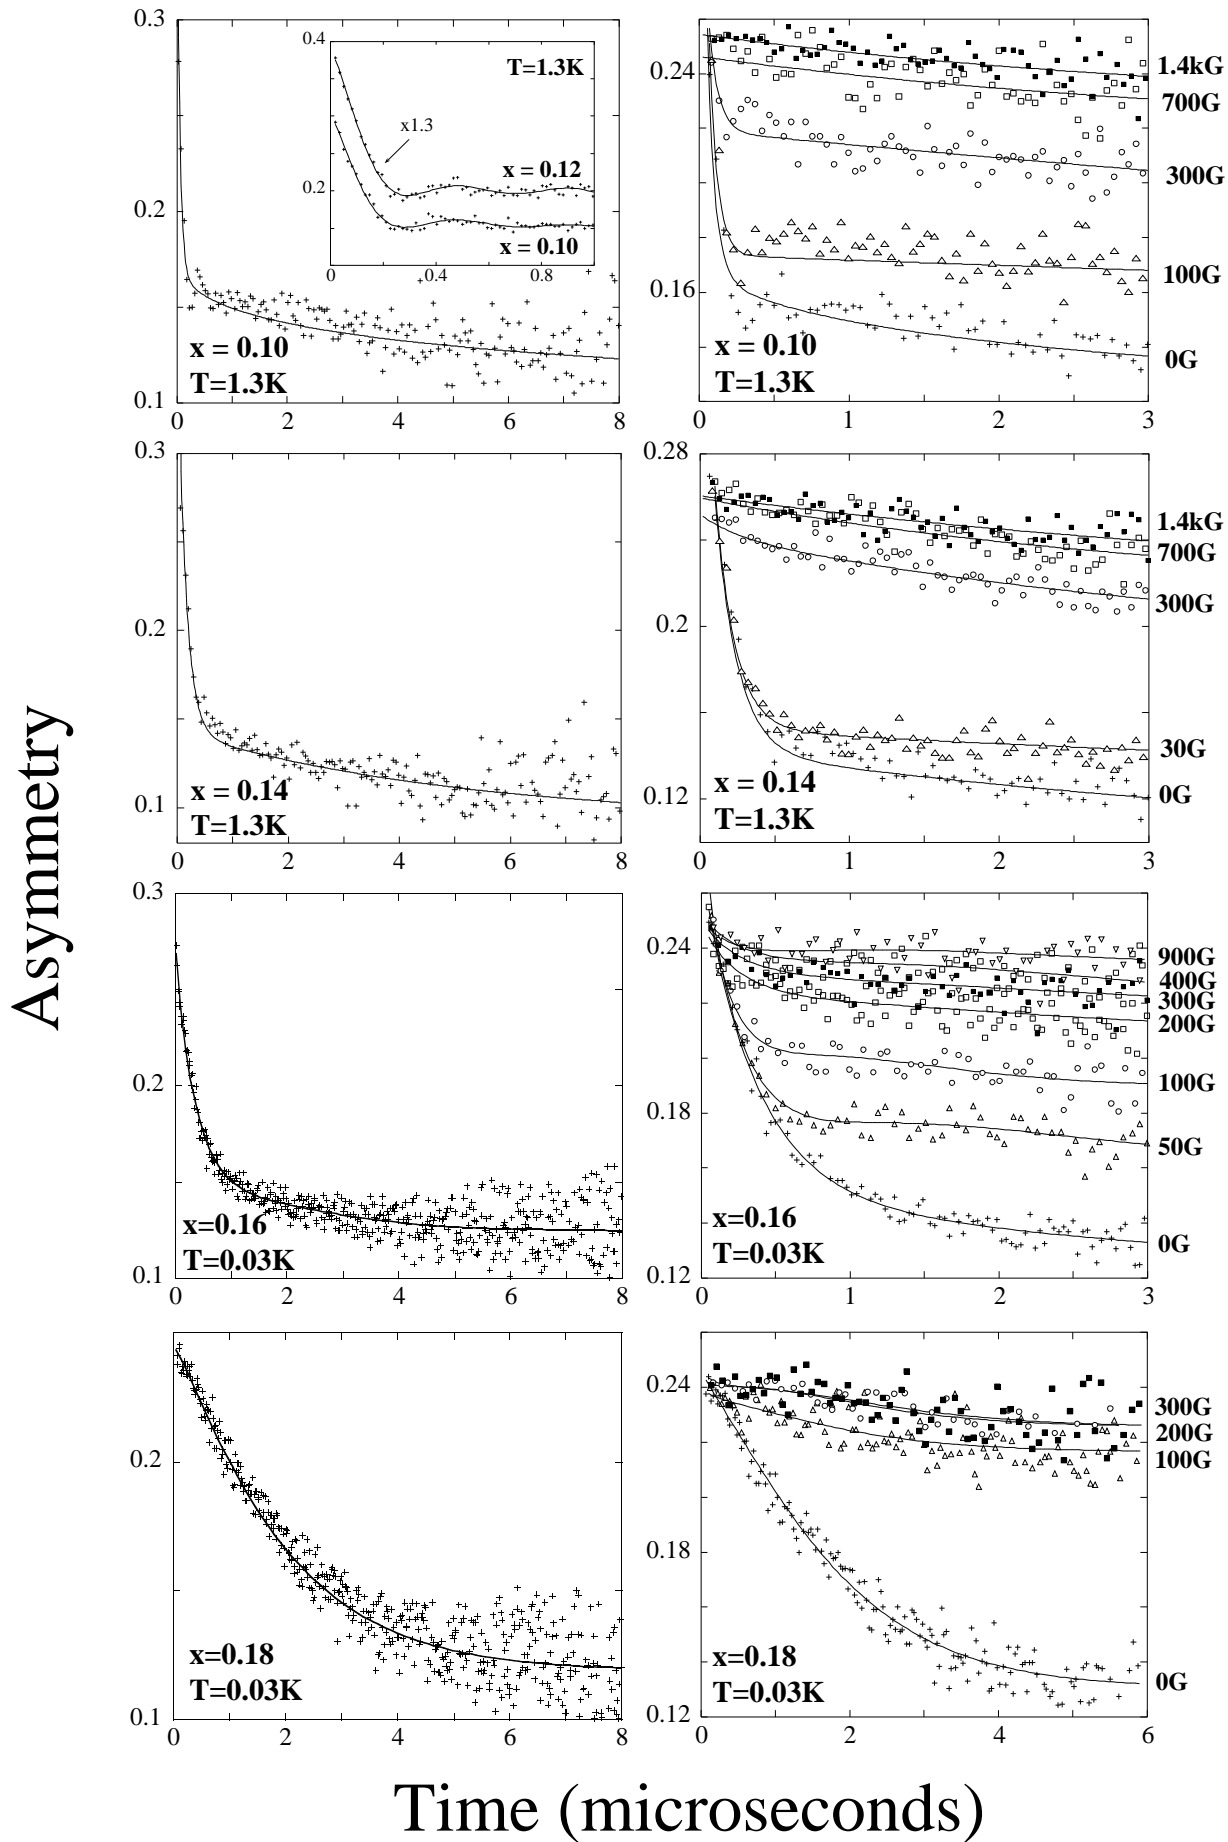 0.3
0.2
0.1
0 2 4 6 8
0.4
0.2
0 0.4 0.8
T=1.3K
x1.3
x = 0.12
x = 0.10
x = 0.10
T=1.3K
0.24
0.16
0 1 2 3
1.4kG
700G
300G
100G
0G
x = 0.10
T=1.3K
0.3
0.2
0.1
0 2 4 6 8
x = 0.14
T=1.3K
0.28
0.2
0.12
0 1 2 3
1.4kG
700G
300G
30G
0G
x = 0.14
T=1.3K
Asymmetry
0.3
0.2
0.1
0 2 4 6 8
x=0.16
T=0.03K
0.24
0.18
0.12
0 1 2 3
900G
400G
300G
200G
100G
50G
0G
x=0.16
T=0.03K
0.2
0.1
0 2 4 6 8
x=0.18
T=0.03K
0.24
0.18
0.12
0 2 4 6
300G
200G
100G
0G
x=0.18
T=0.03K
Time (microseconds)